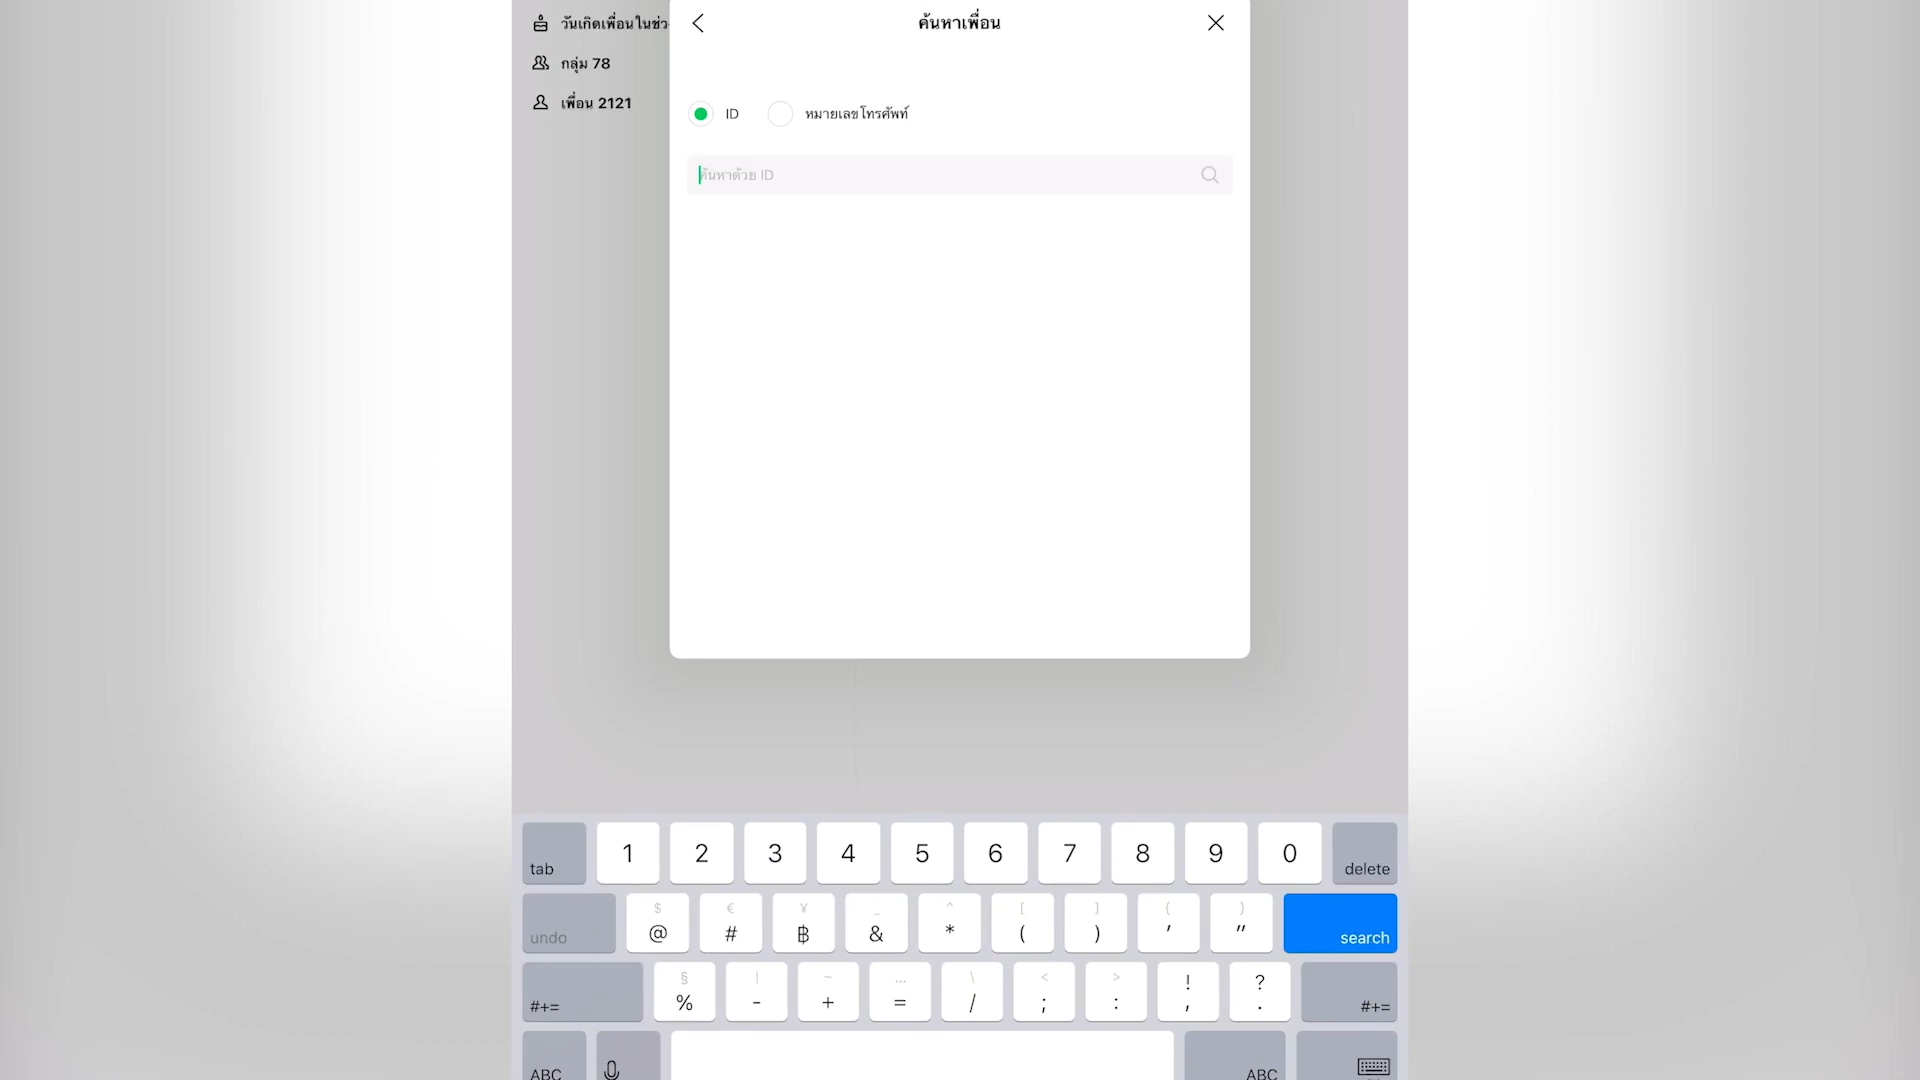 วันเกิดเพื่อนในช่ว
กลุ่ม 78
เพื่อน 2121
ค้นหาเพื่อน
ID หมายเลขโทรศัพท์
ค้นหาด้วย ID
tab 1 2 3 4 5 6 7 8 9 0 delete
$ € ¥ _ ^ [ ] { }
undo @ # ฿ & * ( ) ' " search
§ | ~ … \ < > ! ?
#+= % - + = / ; : , . #+=
ABC ABC